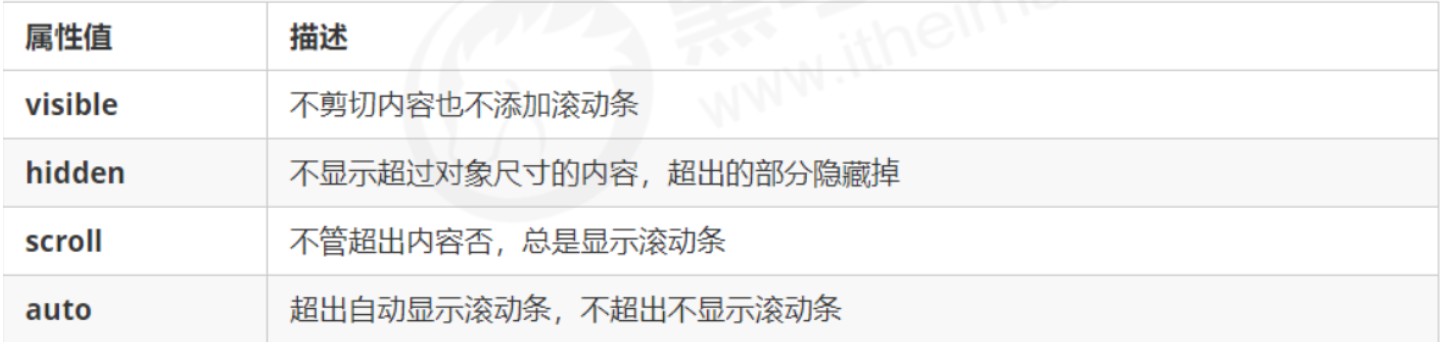 属性值 描述
visible 不剪切内容也不添加滚动条
hidden 不显示超过对象尺寸的内容，超出的部分隐藏掉
scroll 不管超出内容否，总是显示滚动条
auto 超出自动显示滚动条，不超出不显示滚动条